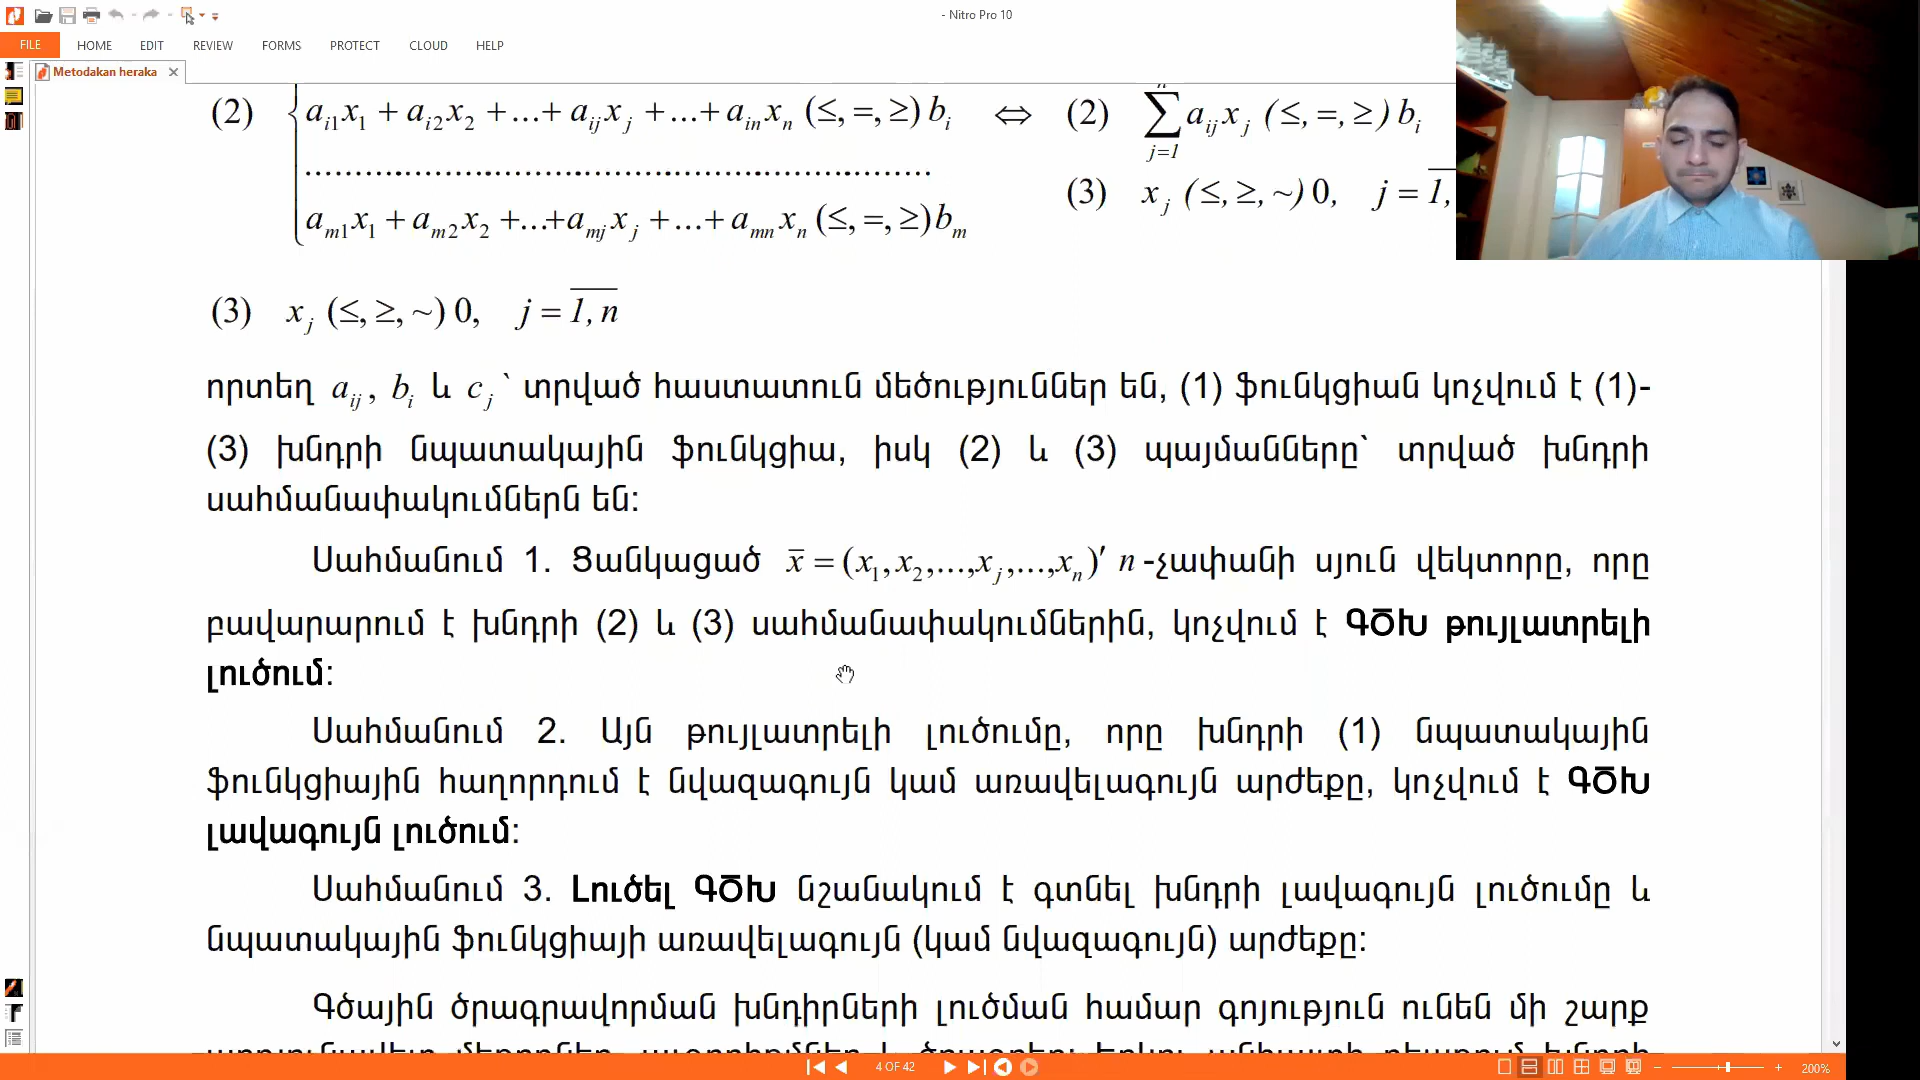 - Nitro Pro 10
FILE HOME EDIT REVIEW FORMS PROTECT CLOUD HELP
Metodakan heraka
(2) a_{i1}x_1 + a_{i2}x_2 + ... + a_{ij}x_j + ... + a_{in}x_n (≤, =, ≥) b_i ⇔ (2) \sum_{j=1}^{n} a_{ij}x_j (≤, =, ≥) b_i
a_{m1}x_1 + a_{m2}x_2 + ... + a_{mj}x_j + ... + a_{mn}x_n (≤, =, ≥) b_m
(3) x_j (≤, ≥, ~) 0, j = 1,
(3) x_j (≤, ≥, ~) 0, j = \overline{1, n}
որտեղ a_{ij}, b_i և c_j ՝ տրված հաստատուն մեծություններ են, (1) ֆունկցիան կոչվում է (1)-
(3) խնդրի նպատակային ֆունկցիա, իսկ (2) և (3) պայմանները՝ տրված խնդրի
սահմանափակումներն են:
Սահմանում 1. Ցանկացած \overline{x} = (x_1, x_2, ..., x_j, ..., x_n)′ n -չափանի սյուն վեկտորը, որը
բավարարում է խնդրի (2) և (3) սահմանափակումներին, կոչվում է ԳԾԽ թույլատրելի
լուծում:
Սահմանում 2. Այն թույլատրելի լուծումը, որը խնդրի (1) նպատակային
ֆունկցիային հաղորդում է նվազագույն կամ առավելագույն արժեքը, կոչվում է ԳԾԽ
լավագույն լուծում:
Սահմանում 3. Լուծել ԳԾԽ նշանակում է գտնել խնդրի լավագույն լուծումը և
նպատակային ֆունկցիայի առավելագույն (կամ նվազագույն) արժեքը:
Գծային ծրագրավորման խնդիրների լուծման համար գոյություն ունեն մի շարք
4 OF 42
200%